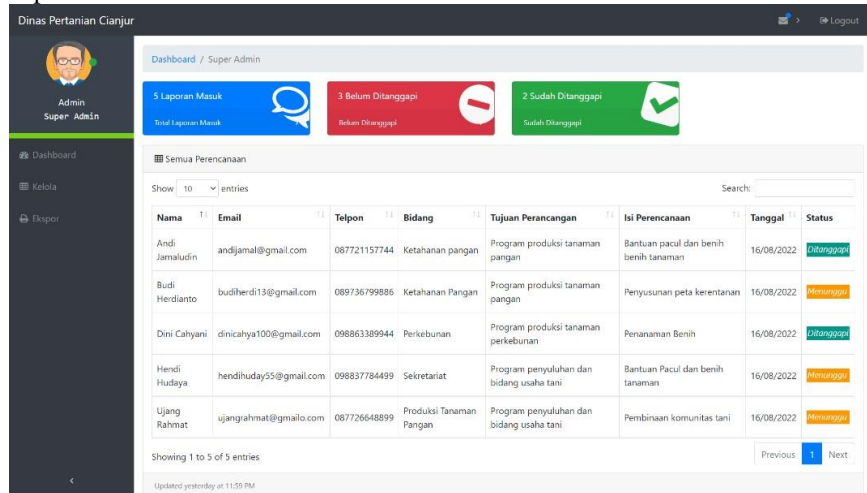 Dinas Pertanian Cianjur
Logout
Admin
Super Admin
Dashboard
Kelola
Ekspor
Dashboard / Super Admin
5 Laporan Masuk
Total Laporan Masuk
3 Belum Ditanggapi
Belum Ditanggapi
2 Sudah Ditanggapi
Sudah Ditanggapi
Semua Perencanaan
Show 10 entries
Search:
Nama Email Telpon Bidang Tujuan Perancangan Isi Perencanaan Tanggal Status
Andi Jamaludin andijamal@gmail.com 087721157744 Ketahanan pangan Program produksi tanaman pangan Bantuan pacul dan benih benih tanaman 16/08/2022 Ditanggapi
Budi Herdianto budiherdi13@gmail.com 089736799886 Ketahanan Pangan Program produksi tanaman pangan Penyusunan peta kerentanan 16/08/2022 Menunggu
Dini Cahyani dinicahya100@gmail.com 098863389944 Perkebunan Program produksi tanaman perkebunan Penanaman Benih 16/08/2022 Ditanggapi
Hendi Hudaya hendihuday55@gmail.com 098837784499 Sekretariat Program penyuluhan dan bidang usaha tani Bantuan Pacul dan benih tanaman 16/08/2022 Menunggu
Ujang Rahmat ujangrahmat@gmailo.com 087726648899 Produksi Tanaman Pangan Program penyuluhan dan bidang usaha tani Pembinaan komunitas tani 16/08/2022 Menunggu
Showing 1 to 5 of 5 entries
Previous 1 Next
Updated yesterday at 11:59 PM